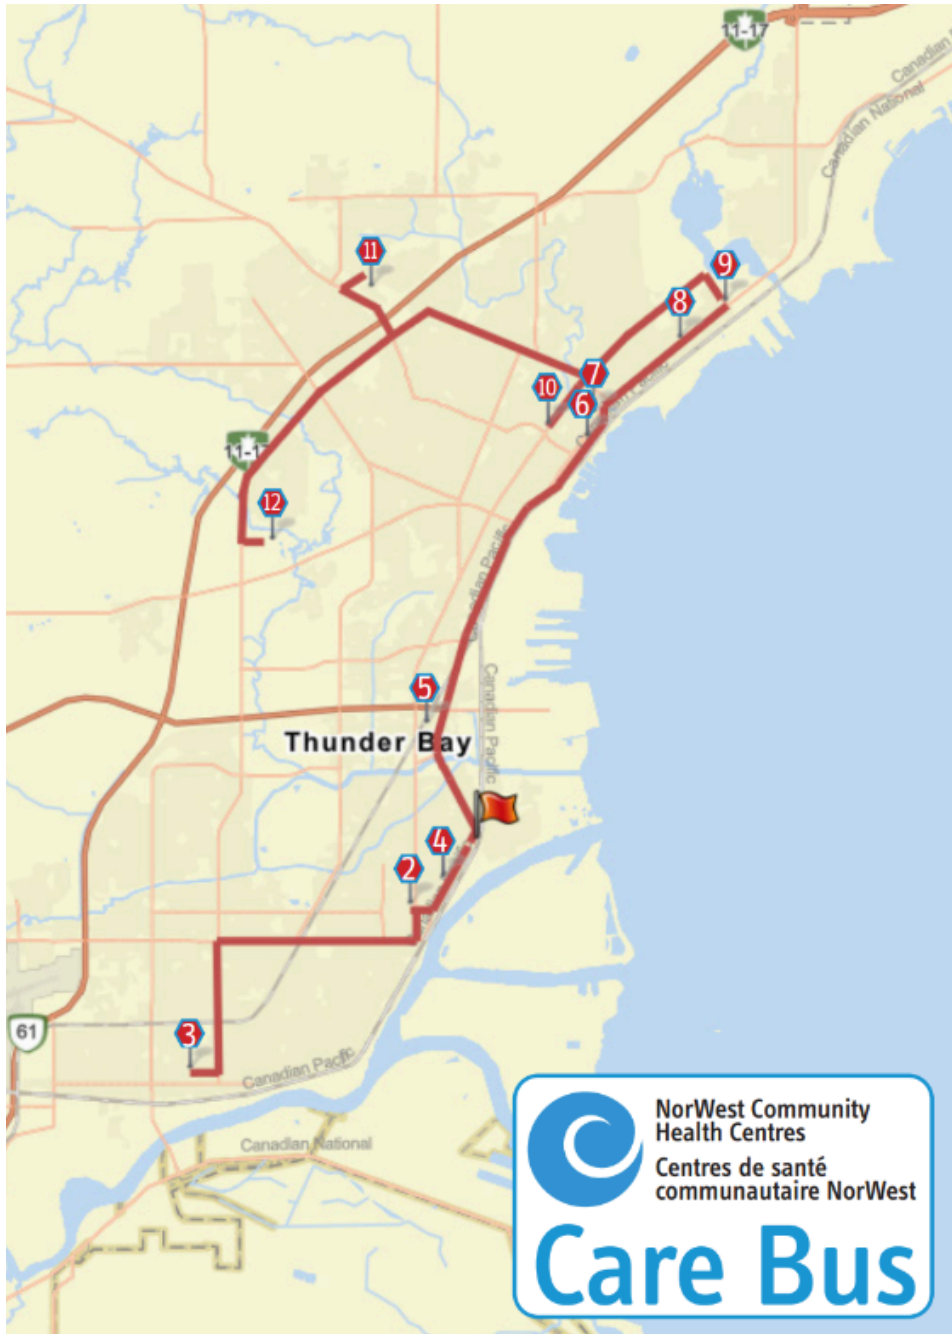 11-17
Canadian
Canadian National
11
9
8
7
10
6
11-17
12
Canadian Pacific
5
Canadian Pacific
Thunder Bay
4
2
3
61
Canadian Pacific
Canadian National
NorWest Community
Health Centres
Centres de santé
communautaire NorWest
Care Bus